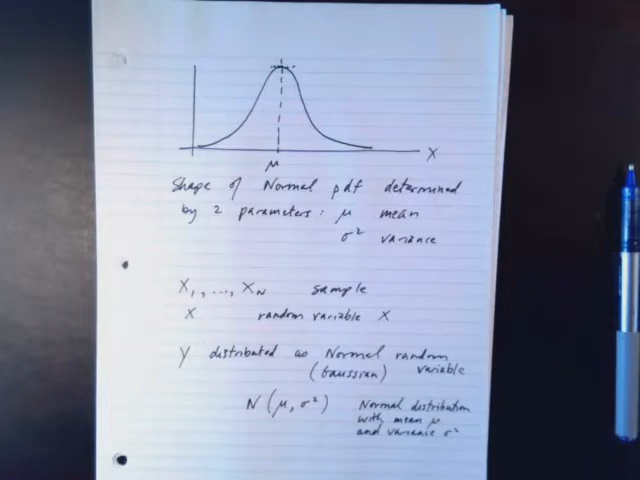 X
μ
Shape of Normal pdf determined
by 2 parameters: μ mean
σ² variance
X₁, ..., X_N sample
X random variable X
Y distributed as Normal random
(Gaussian) variable
N(μ, σ²) Normal distribution
with mean μ
and variance σ²